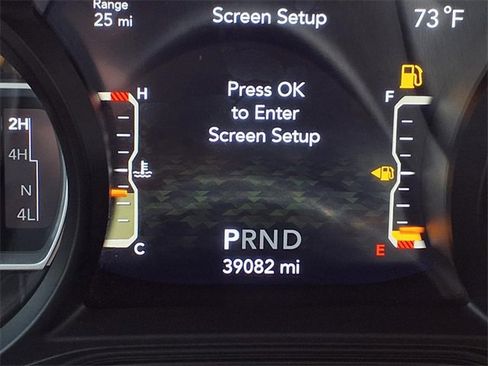 Range
25 mi
Screen Setup
73°F
Press OK
to Enter
Screen Setup
H
C
F
E
2H
4H
N
4L
PRND
39082 mi